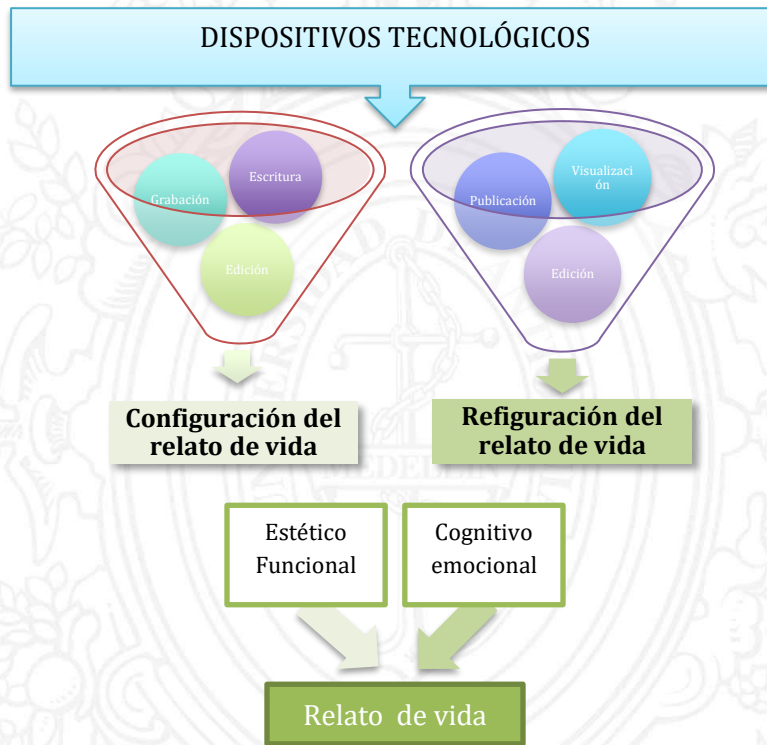 DISPOSITIVOS TECNOLÓGICOS
Grabación
Escritura
Edición
Publicación
Visualizaci
ón
Edición
Configuración del
relato de vida
Refiguración del
relato de vida
Estético
Funcional
Cognitivo
emocional
Relato de vida